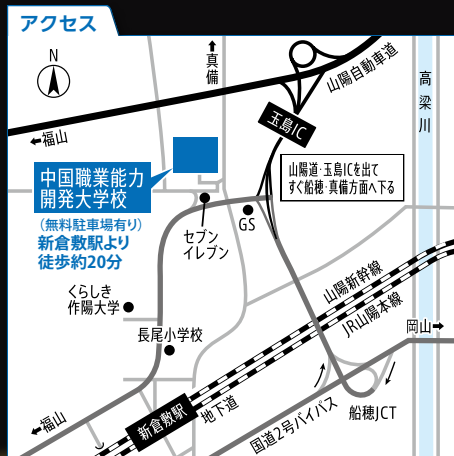 アクセス
N
真備
山陽自動車道
高梁川
福山
玉島IC
中国職業能力
開発大学校
(無料駐車場有り)
新倉敷駅より
徒歩約20分
山陽道・玉島ICを出て
すぐ船穂・真備方面へ下る
セブン
イレブン
GS
くらしき
作陽大学
山陽新幹線
JR山陽本線
岡山
長尾小学校
福山
新倉敷駅
地下道
国道2号バイパス
船穂JCT